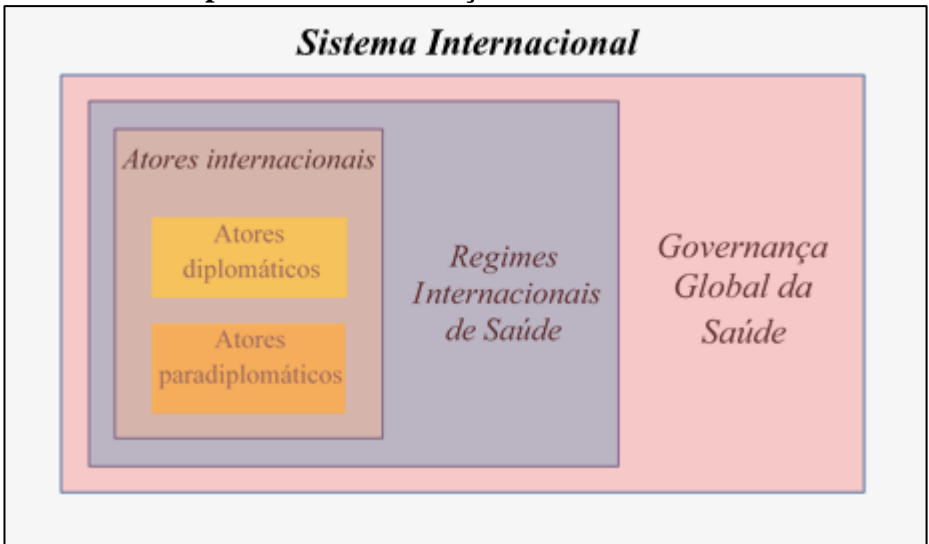 Sistema Internacional
Atores internacionais
Atores
diplomáticos
Atores
paradiplomáticos
Regimes
Internacionais
de Saúde
Governança
Global da
Saúde